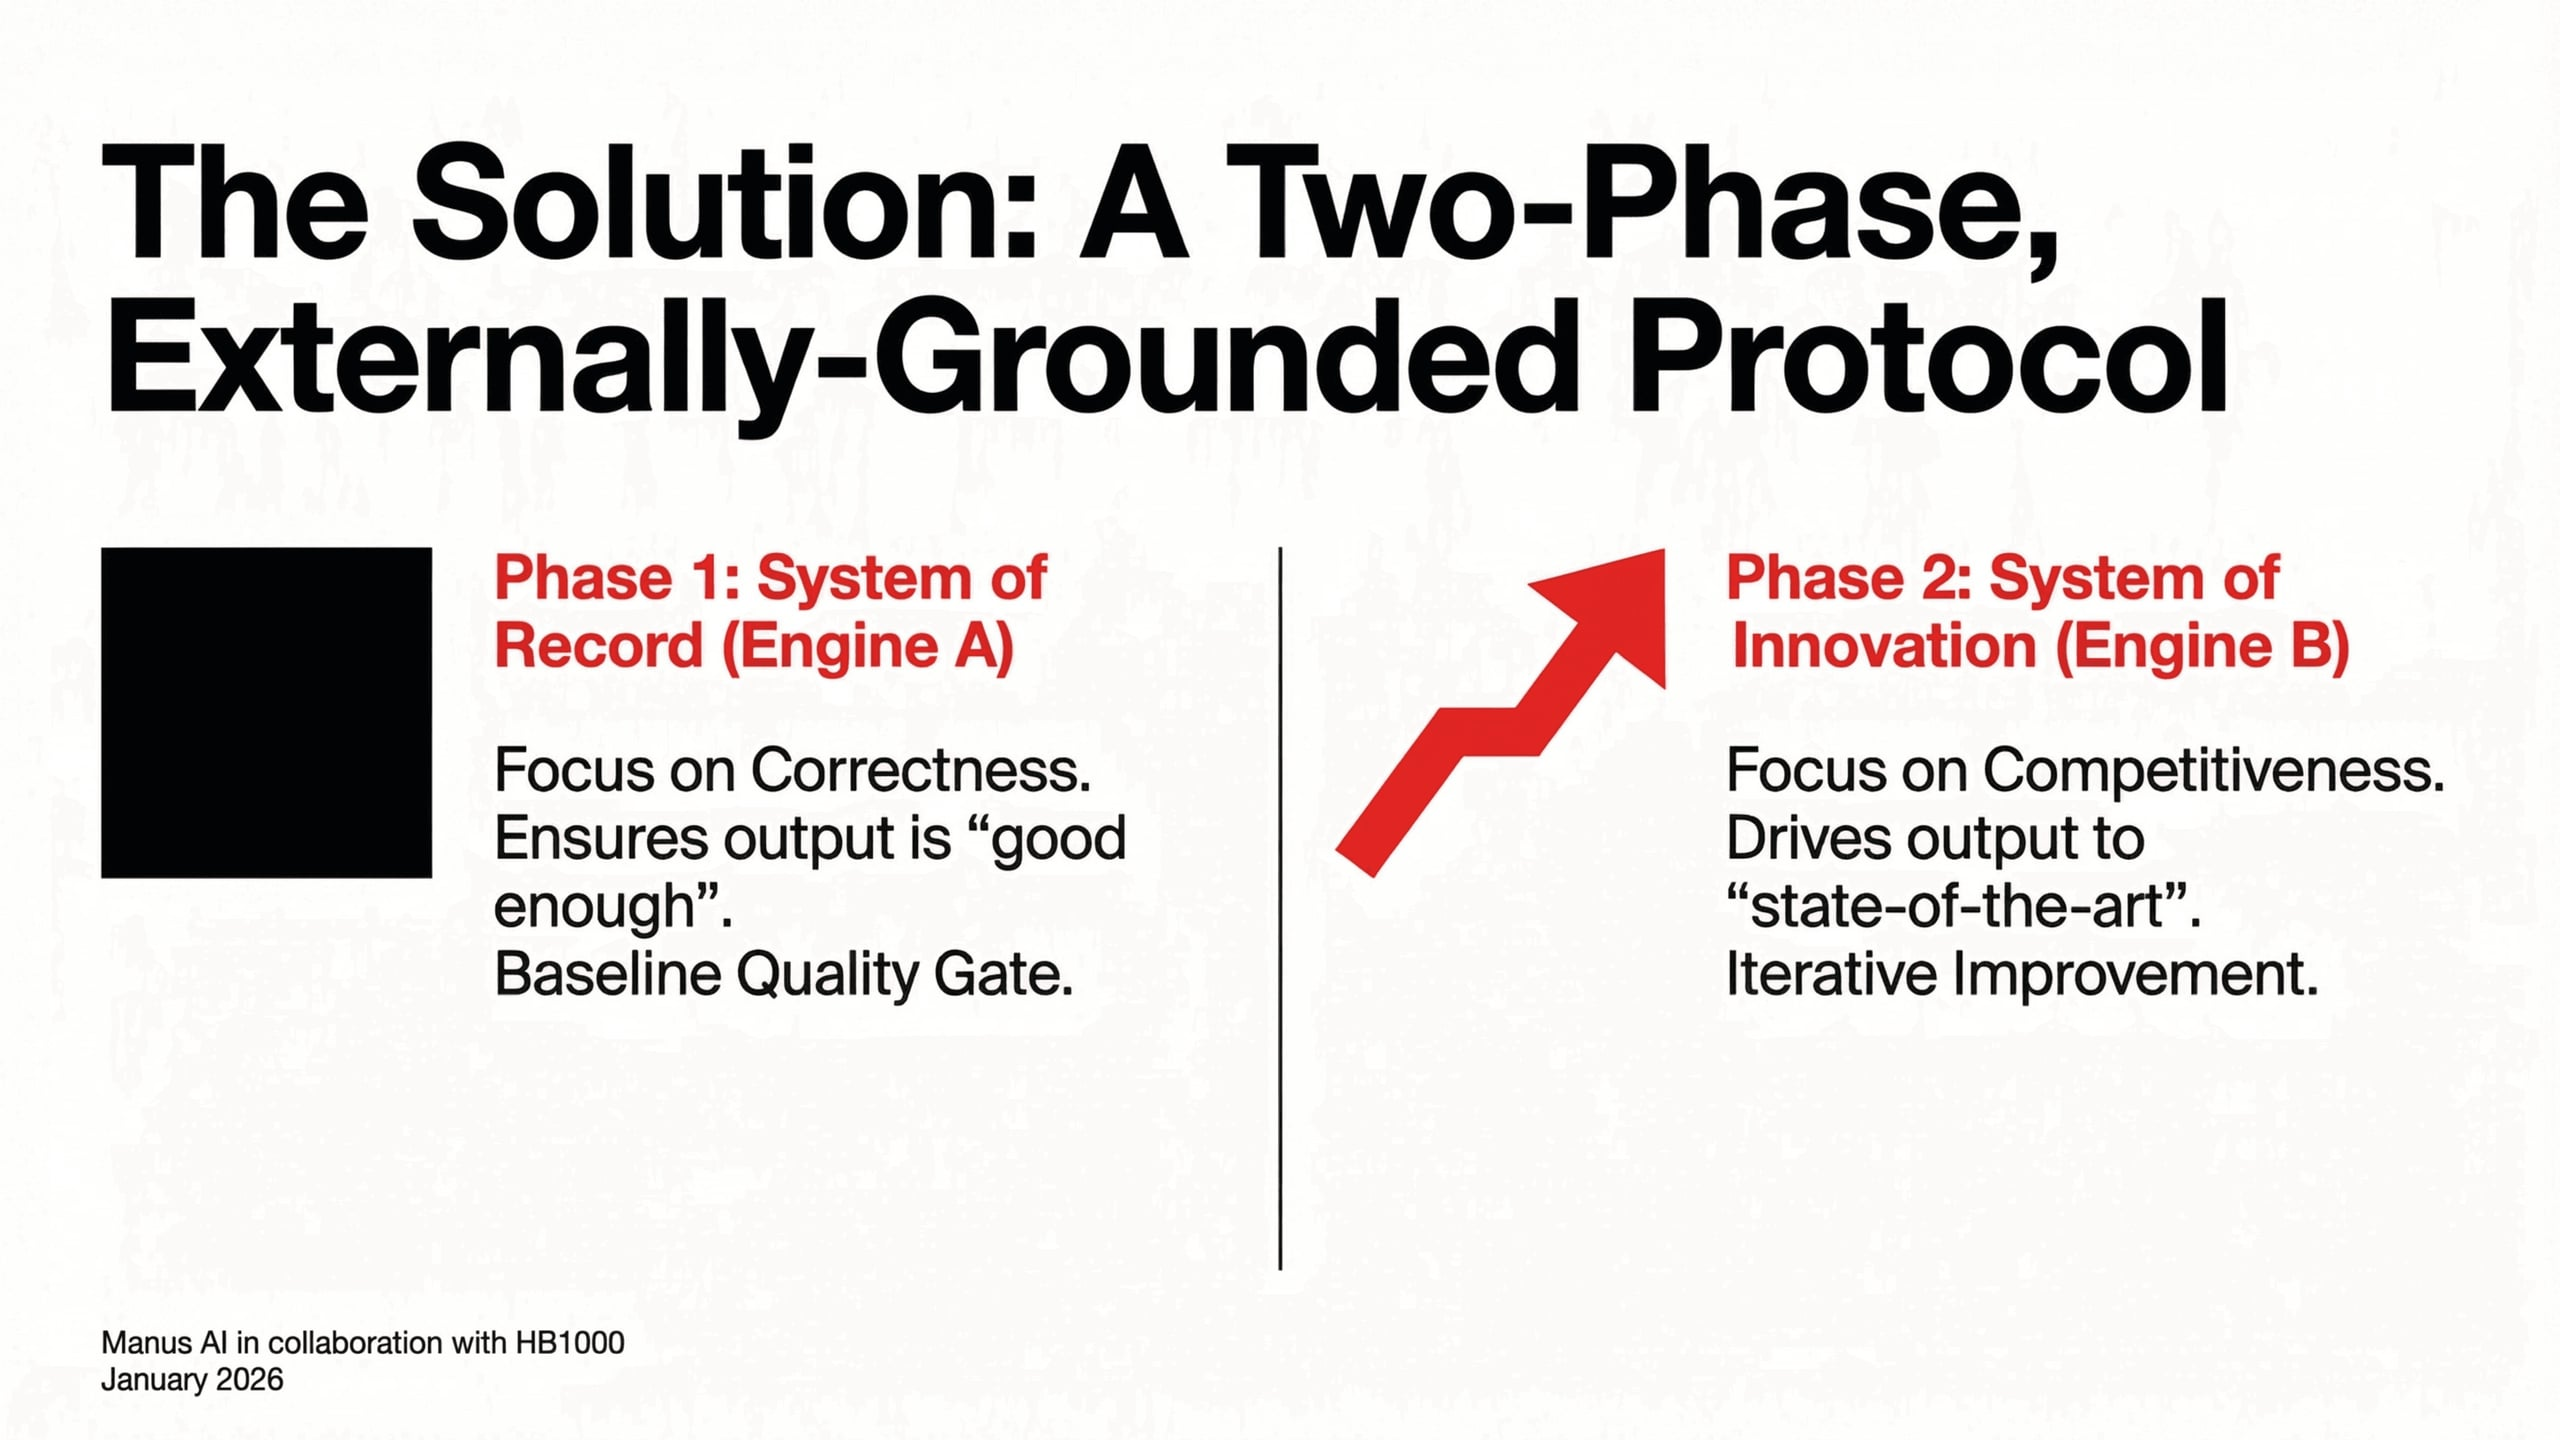 The Solution: A Two-Phase,
Externally-Grounded Protocol
Phase 1: System of
Record (Engine A)
Focus on Correctness.
Ensures output is “good
enough”.
Baseline Quality Gate.
Phase 2: System of
Innovation (Engine B)
Focus on Competitiveness.
Drives output to
“state-of-the-art”.
Iterative Improvement.
Manus AI in collaboration with HB1000
January 2026